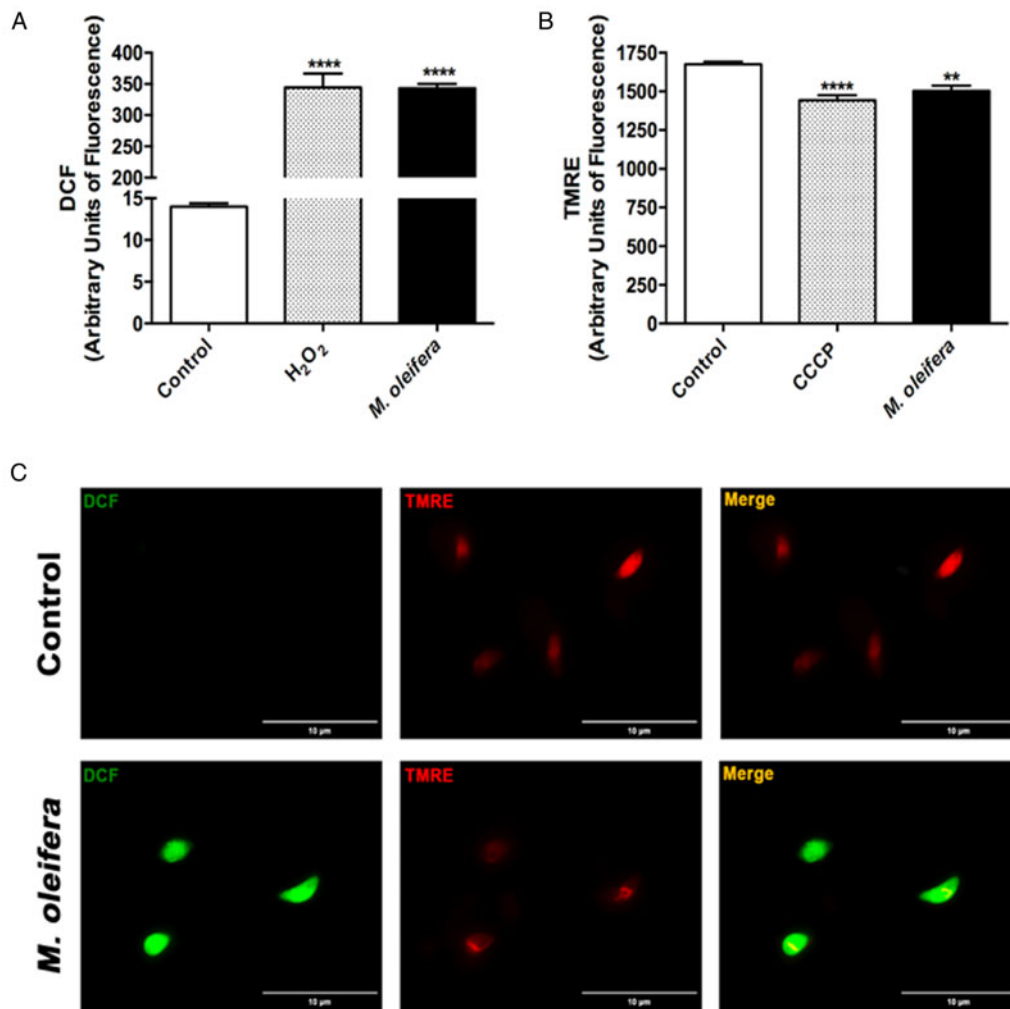 A
DCF
(Arbitrary Units of Fluorescence)
400
350
300
250
200
15
10
5
0
****
****
Control
H₂O₂
M. oleifera
B
TMRE
(Arbitrary Units of Fluorescence)
1750
1500
1250
1000
750
500
250
0
****
**
Control
CCCP
M. oleifera
C
Control
DCF
10 µm
TMRE
10 µm
Merge
10 µm
M. oleifera
DCF
10 µm
TMRE
10 µm
Merge
10 µm